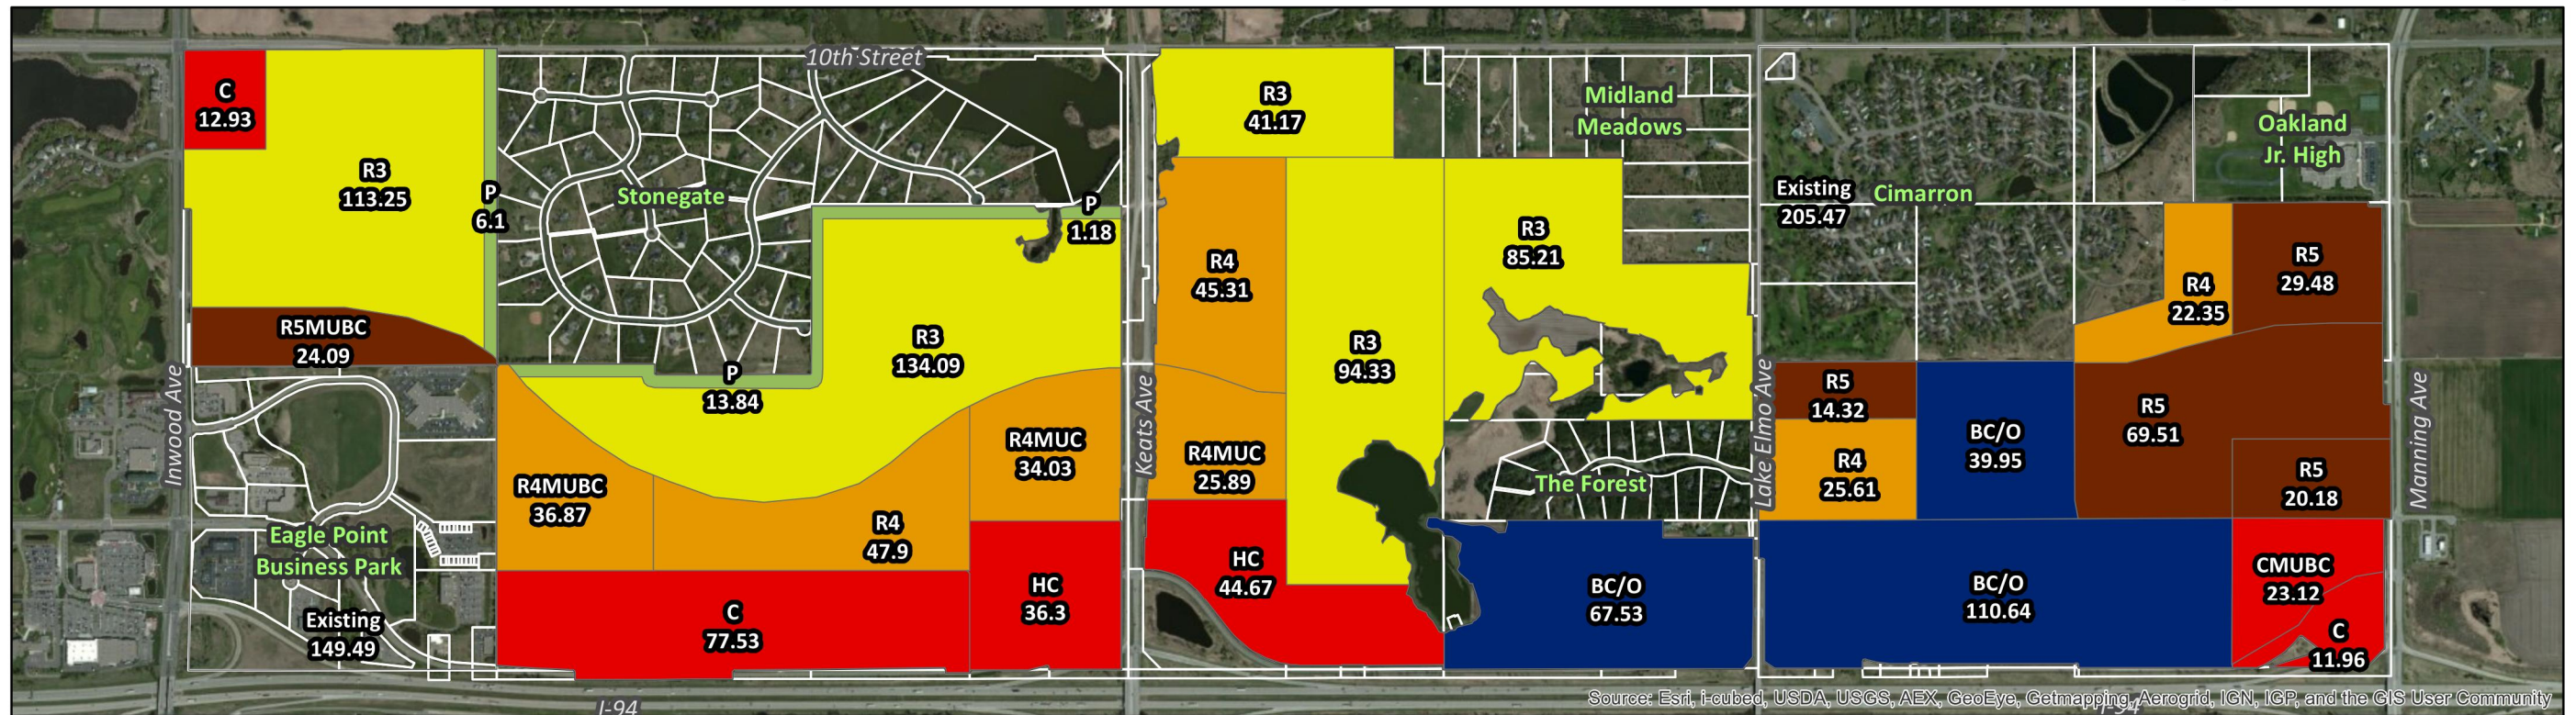 10th Street
C
12.93
R3
113.25
P
6.1
Stonegate
P
1.18
R3
41.17
Midland
Meadows
Oakland
Jr. High
Existing
205.47
Cimarron
R5MUBC
24.09
R3
134.09
P
13.84
R4
45.31
R3
94.33
R3
85.21
R4
22.35
R5
29.48
Inwood Ave
Keats Ave
Lake Elmo Ave
Manning Ave
R4MUBC
36.87
R4
47.9
R4MUC
34.03
R4MUC
25.89
The Forest
R5
14.32
R4
25.61
BC/O
39.95
R5
69.51
R5
20.18
Eagle Point
Business Park
Existing
149.49
C
77.53
HC
36.3
HC
44.67
BC/O
67.53
BC/O
110.64
CMUBC
23.12
C
11.96
I-94
I-94
Source: Esri, i-cubed, USDA, USGS, AEX, GeoEye, Getmapping, Aerogrid, IGN, IGP, and the GIS User Community